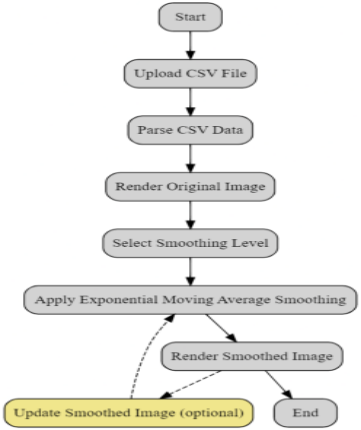 Start
Upload CSV File
Parse CSV Data
Render Original Image
Select Smoothing Level
Apply Exponential Moving Average Smoothing
Render Smoothed Image
Update Smoothed Image (optional)
End